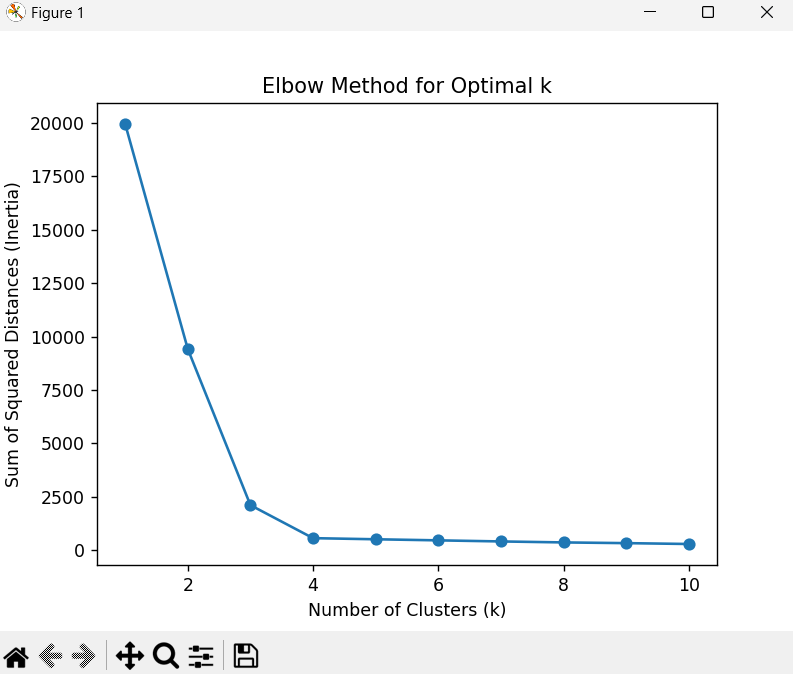 Figure 1
Elbow Method for Optimal k
Sum of Squared Distances (Inertia)
20000
17500
15000
12500
10000
7500
5000
2500
0
2 4 6 8 10
Number of Clusters (k)